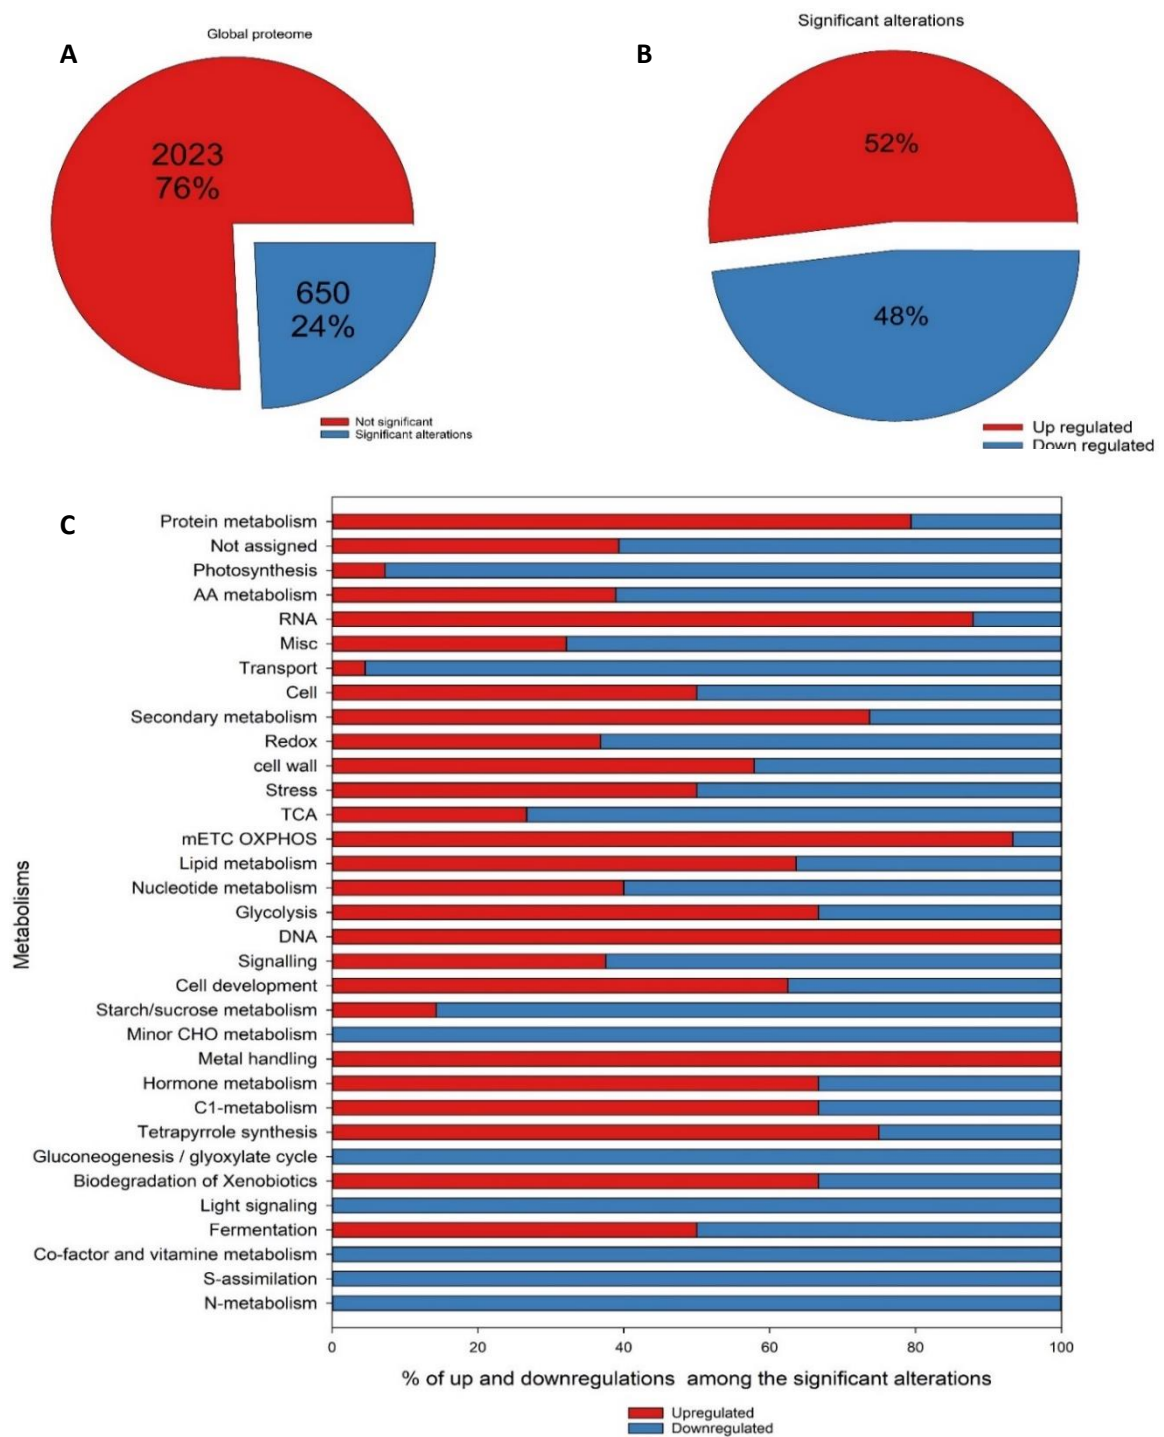 A
Global proteome
2023
76%
650
24%
Not significant
Significant alterations
B
Significant alterations
52%
48%
Up regulated
Down regulated
C
Metabolisms
Protein metabolism
Not assigned
Photosynthesis
AA metabolism
RNA
Misc
Transport
Cell
Secondary metabolism
Redox
cell wall
Stress
TCA
mETC OXPHOS
Lipid metabolism
Nucleotide metabolism
Glycolysis
DNA
Signalling
Cell development
Starch/sucrose metabolism
Minor CHO metabolism
Metal handling
Hormone metabolism
C1-metabolism
Tetrapyrrole synthesis
Gluconeogenesis / glyoxylate cycle
Biodegradation of Xenobiotics
Light signaling
Fermentation
Co-factor and vitamine metabolism
S-assimilation
N-metabolism
0 20 40 60 80 100
% of up and downregulations among the significant alterations
Upregulated
Downregulated